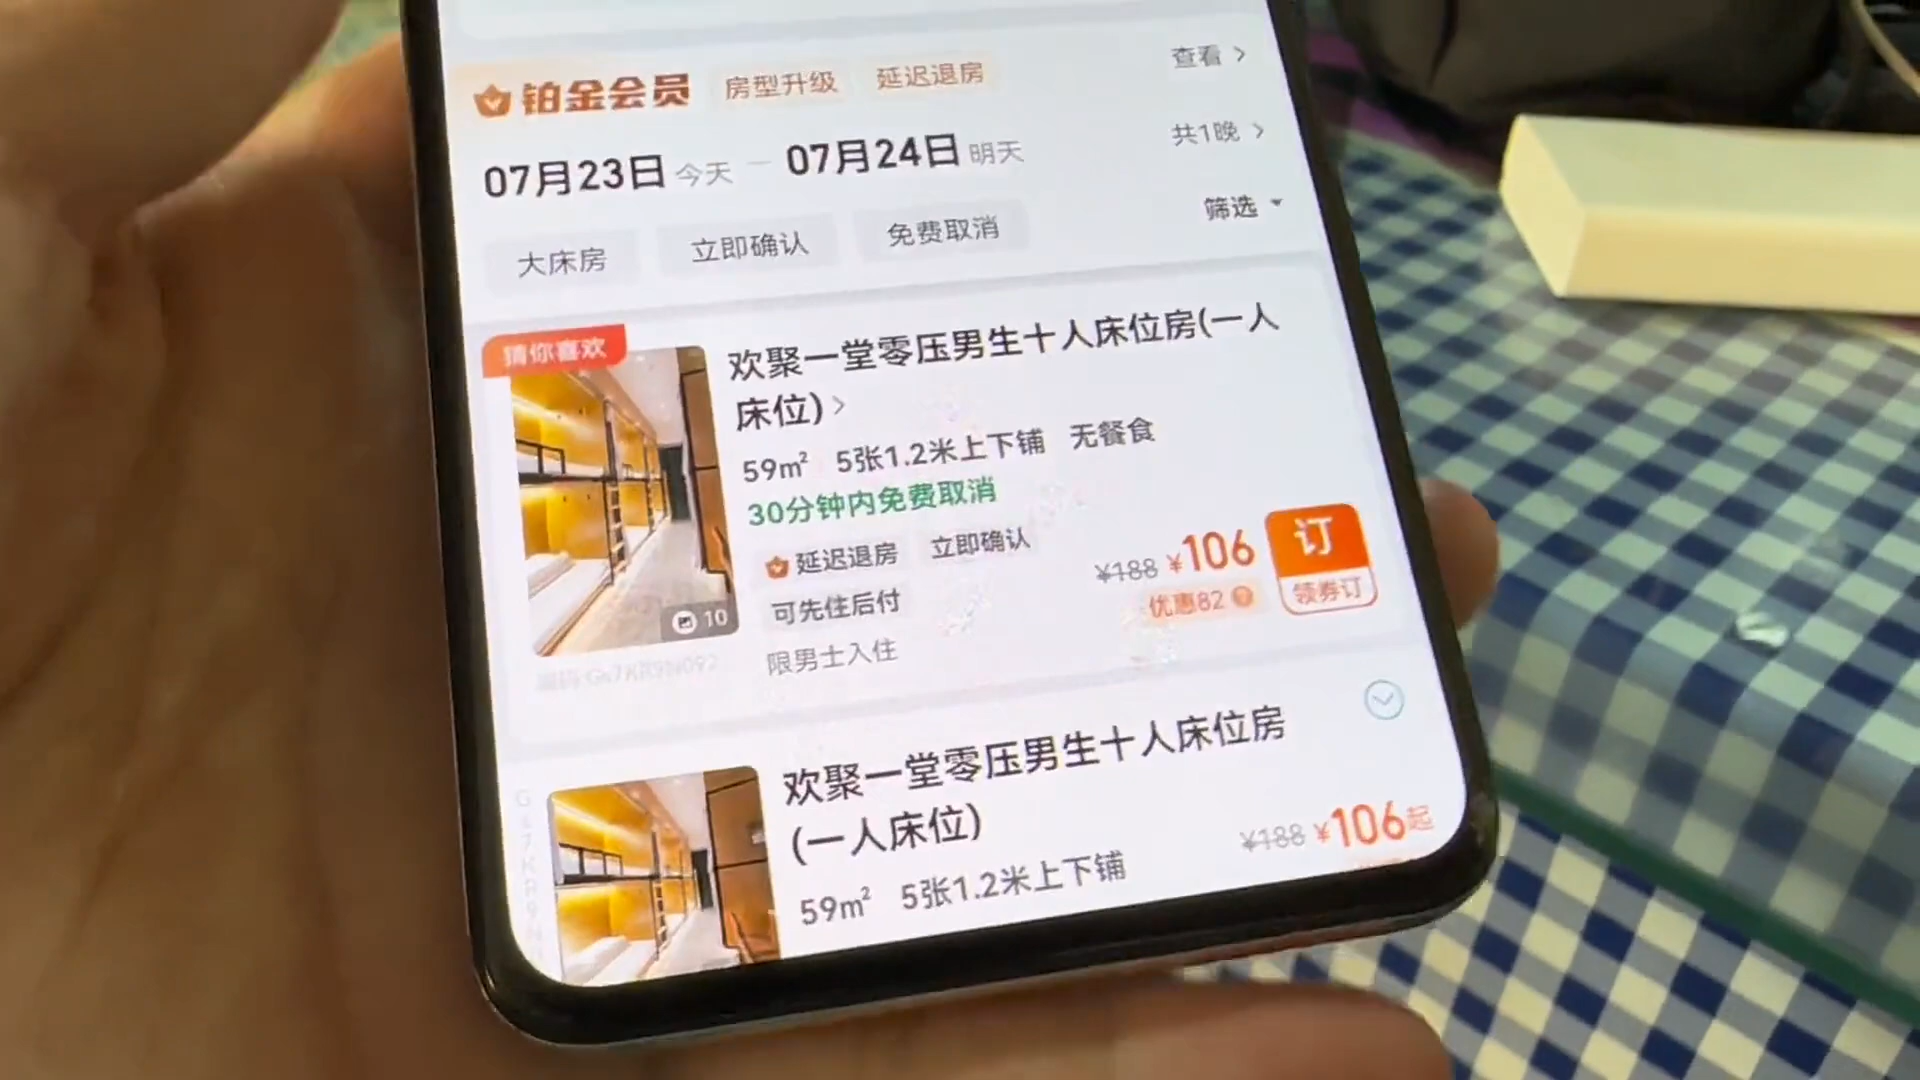 铂金会员 房型升级 延迟退房 查看 >
07月23日 今天 — 07月24日 明天 共1晚 >
大床房 立即确认 免费取消 筛选
猜你喜欢
欢聚一堂零压男生十人床位房(一人
床位) >
59㎡ 5张1.2米上下铺 无餐食
30分钟内免费取消
延迟退房 立即确认
¥188 ¥106 订
可先住后付 优惠82 领券订
10
限男士入住
欢聚一堂零压男生十人床位房
(一人床位)
¥188 ¥106起
59㎡ 5张1.2米上下铺